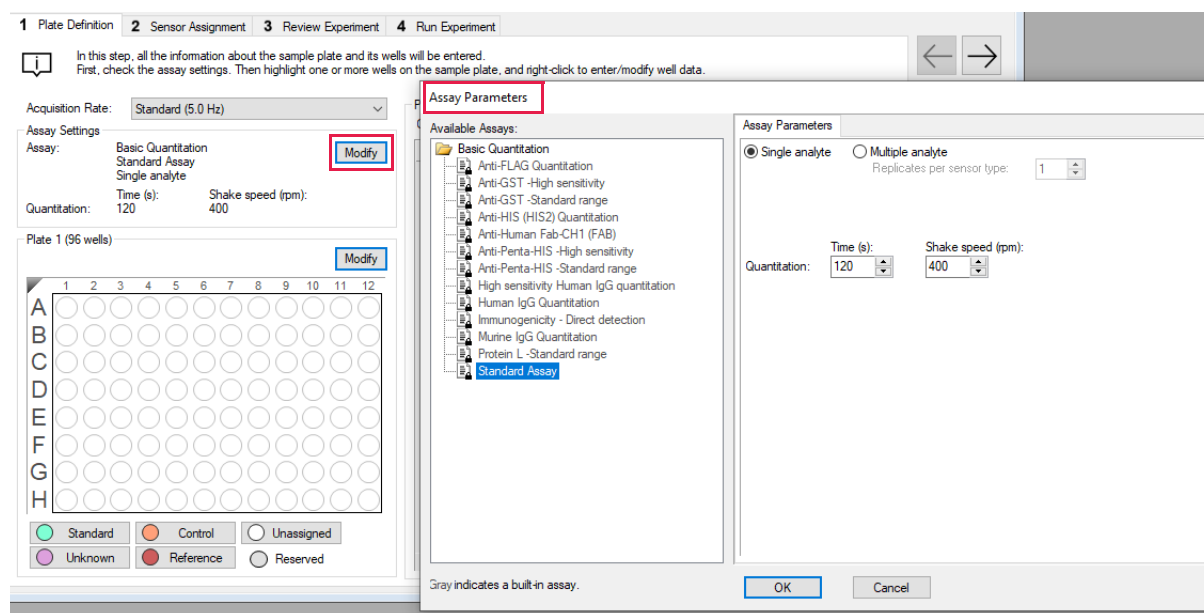 1 Plate Definition 2 Sensor Assignment 3 Review Experiment 4 Run Experiment
In this step, all the information about the sample plate and its wells will be entered.
First, check the assay settings. Then highlight one or more wells on the sample plate, and right-click to enter/modify well data.
Acquisition Rate: Standard (5.0 Hz)
Assay Settings
Assay: Basic Quantitation
Standard Assay
Single analyte
Modify
Time (s): Shake speed (rpm):
Quantitation: 120 400
Plate 1 (96 wells)
Modify
1 2 3 4 5 6 7 8 9 10 11 12
A
B
C
D
E
F
G
H
Standard Control Unassigned
Unknown Reference Reserved
Assay Parameters
Available Assays:
Basic Quantitation
Anti-FLAG Quantitation
Anti-GST -High sensitivity
Anti-GST -Standard range
Anti-HIS (HIS2) Quantitation
Anti-Human Fab-CH1 (FAB)
Anti-Penta-HIS -High sensitivity
Anti-Penta-HIS -Standard range
High sensitivity Human IgG quantitation
Human IgG Quantitation
Immunogenicity - Direct detection
Murine IgG Quantitation
Protein L -Standard range
Standard Assay
Gray indicates a built-in assay.
Assay Parameters
Single analyte Multiple analyte
Replicates per sensor type: 1
Time (s): Shake speed (rpm):
Quantitation: 120 400
OK Cancel